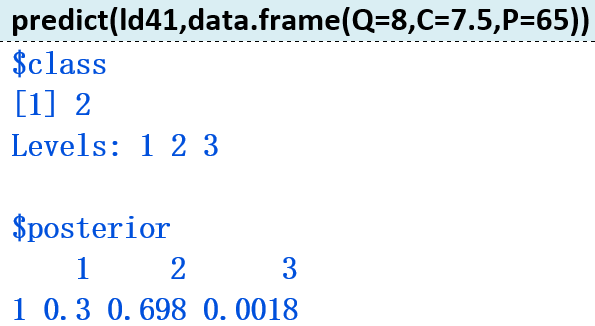 predict(ld41,data.frame(Q=8,C=7.5,P=65))
$class
[1] 2
Levels: 1 2 3
$posterior
1 2 3
1 0.3 0.698 0.0018